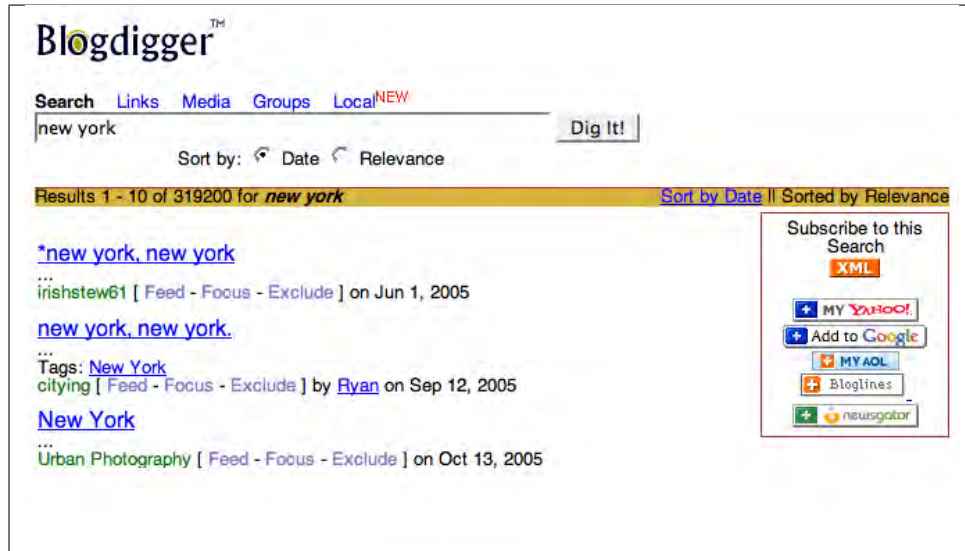 Blogdigger™
Search Links Media Groups Local NEW
new york Dig It!
Sort by: Date Relevance
Results 1 - 10 of 319200 for new york Sort by Date || Sorted by Relevance
*new york, new york
...
irishstew61 [ Feed - Focus - Exclude ] on Jun 1, 2005
new york, new york.
...
Tags: New York
citying [ Feed - Focus - Exclude ] by Ryan on Sep 12, 2005
New York
...
Urban Photography [ Feed - Focus - Exclude ] on Oct 13, 2005
Subscribe to this
Search
XML
+ MY YAHOO!
+ Add to Google
+ MY AOL
+ Bloglines
+ newsgator